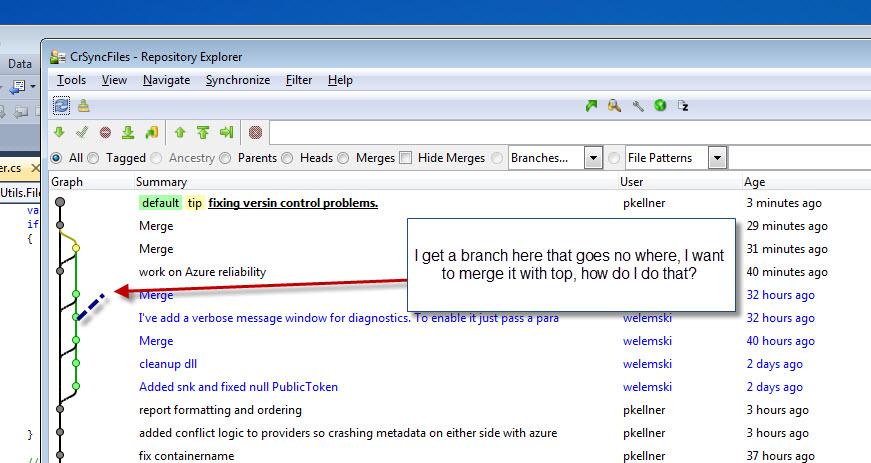 CrSyncFiles - Repository Explorer
Data
Tools View Navigate Synchronize Filter Help
er.cs
All Tagged Ancestry Parents Heads Merges Hide Merges Branches... File Patterns
Utils.File
Graph Summary User Age
va
default tip fixing versin control problems. pkellner 3 minutes ago
if
Merge 29 minutes ago
{
Merge 31 minutes ago
I get a branch here that goes no where, I want
to merge it with top, how do I do that?
work on Azure reliability 40 minutes ago
Merge 32 hours ago
I've add a verbose message window for diagnostics. To enable it just pass a para welemski 32 hours ago
Merge welemski 40 hours ago
cleanup dll welemski 2 days ago
Added snk and fixed null PublicToken welemski 2 days ago
report formatting and ordering pkellner 3 hours ago
} added conflict logic to providers so crashing metadata on either side with azure pkellner 3 hours ago
// fix containername pkellner 37 hours ago